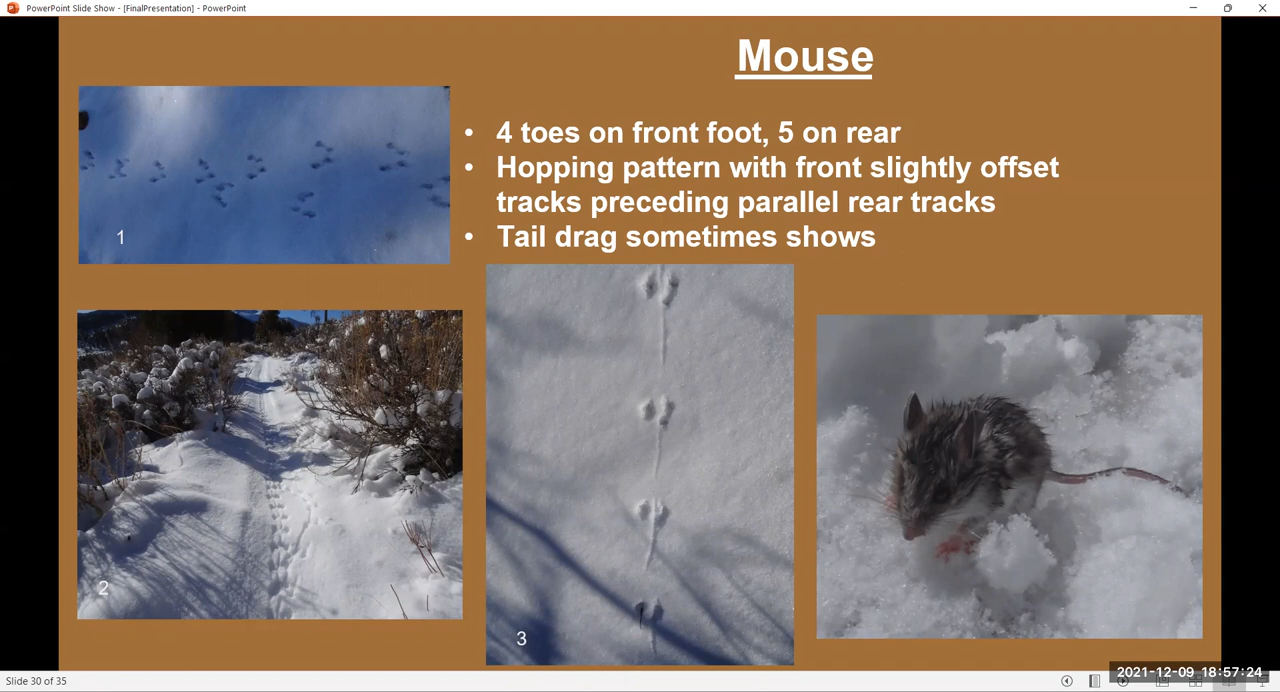 PowerPoint Slide Show - [FinalPresentation] - PowerPoint
Mouse
• 4 toes on front foot, 5 on rear
• Hopping pattern with front slightly offset
tracks preceding parallel rear tracks
• Tail drag sometimes shows
1
2
3
2021-12-09 18:57:24
Slide 30 of 35